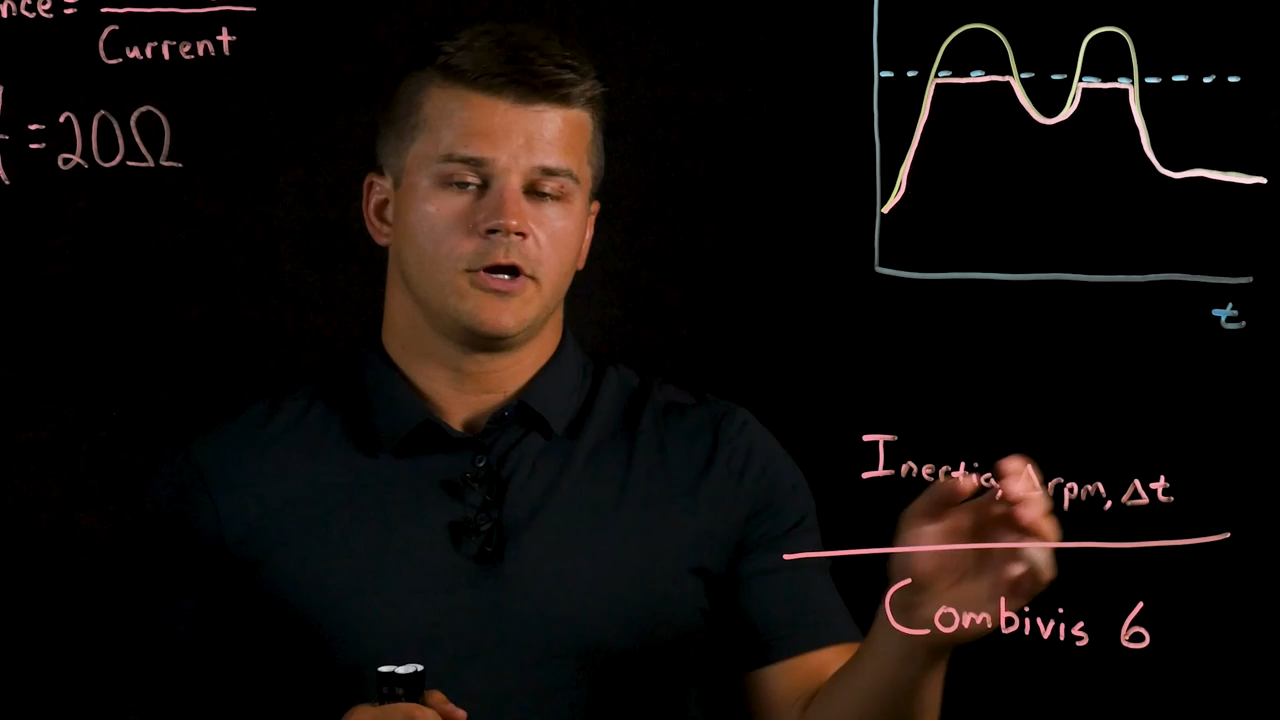 Current
=20Ω
t
Inertia, Δrpm, Δt
Combivis 6